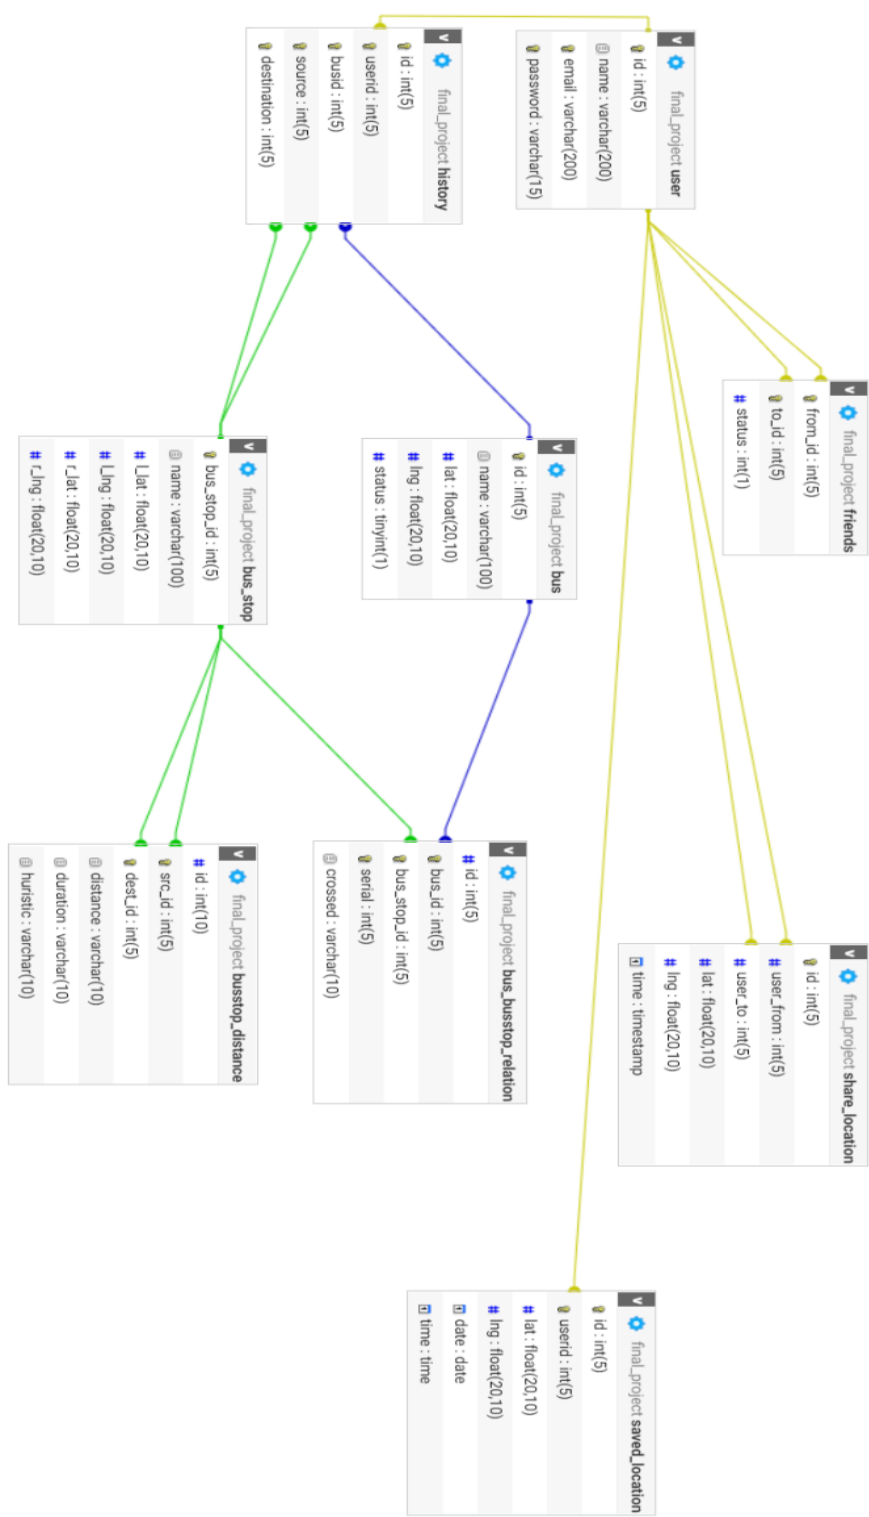 v
final_project user
id : int(5)
name : varchar(200)
email : varchar(200)
password : varchar(15)
v
final_project history
id : int(5)
userid : int(5)
busid : int(5)
source : int(5)
destination : int(5)
v
final_project friends
from_id : int(5)
to_id : int(5)
# status : int(1)
v
final_project bus
id : int(5)
name : varchar(100)
# lat : float(20,10)
# lng : float(20,10)
# status : tinyint(1)
v
final_project bus_stop
bus_stop_id : int(5)
name : varchar(100)
# l_lat : float(20,10)
# l_lng : float(20,10)
# r_lat : float(20,10)
# r_lng : float(20,10)
v
final_project share_location
id : int(5)
# user_from : int(5)
# user_to : int(5)
# lat : float(20,10)
# lng : float(20,10)
time : timestamp
v
final_project bus_busstop_relation
# id : int(5)
bus_id : int(5)
bus_stop_id : int(5)
serial : int(5)
crossed : varchar(10)
v
final_project busstop_distance
# id : int(10)
src_id : int(5)
dest_id : int(5)
distance : varchar(10)
duration : varchar(10)
huristic : varchar(10)
v
final_project saved_location
id : int(5)
userid : int(5)
# lat : float(20,10)
# lng : float(20,10)
date : date
time : time